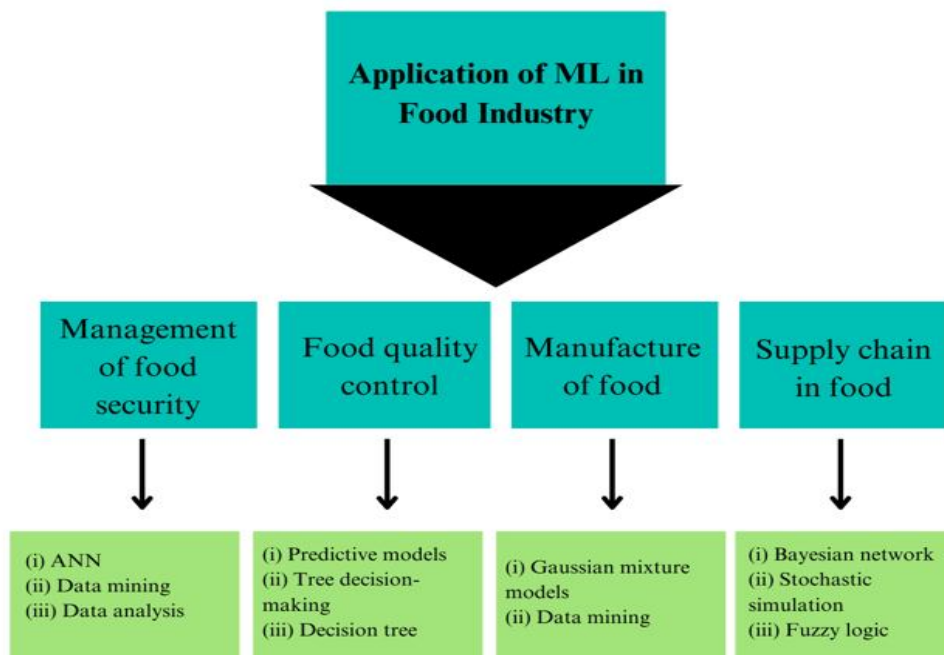 Application of ML in
Food Industry
Management
of food
security
Food quality
control
Manufacture
of food
Supply chain
in food
(i) ANN
(ii) Data mining
(iii) Data analysis
(i) Predictive models
(ii) Tree decision-
making
(iii) Decision tree
(i) Gaussian mixture
models
(ii) Data mining
(i) Bayesian network
(ii) Stochastic
simulation
(iii) Fuzzy logic